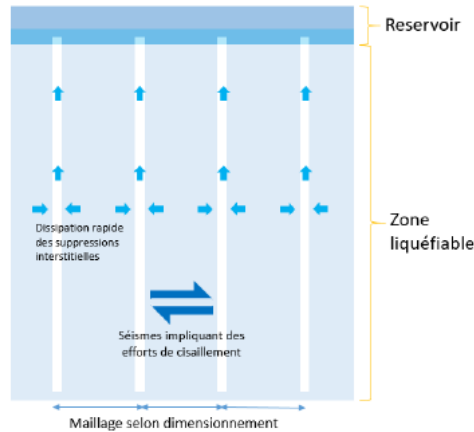 Reservoir
Zone
liquéfiable
Dissipation rapide
des suppressions
interstitielles
Séismes impliquant des
efforts de cisaillement
Maillage selon dimensionnement